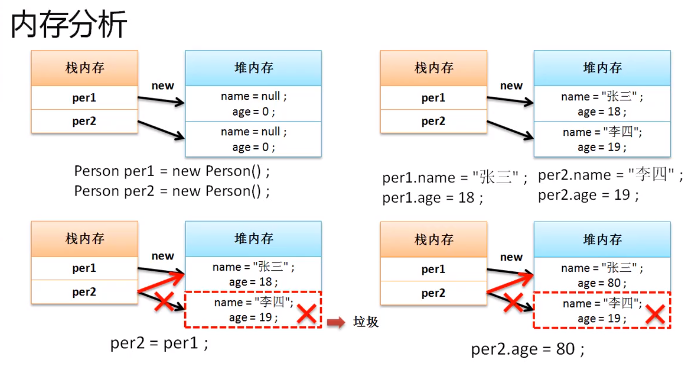 内存分析
栈内存
new
堆内存
per1
name = null ;
age = 0 ;
per2
name = null ;
age = 0 ;
Person per1 = new Person() ;
Person per2 = new Person() ;
栈内存
new
堆内存
per1
name = "张三" ;
age = 18 ;
per2
name = "李四";
age = 19 ;
per1.name = "张三" ;
per1.age = 18 ;
per2.name = "李四" ;
per2.age = 19 ;
栈内存
new
堆内存
per1
name = "张三" ;
age = 18 ;
per2
name = "李四";
age = 19 ;
垃圾
per2 = per1 ;
栈内存
new
堆内存
per1
name = "张三" ;
age = 80 ;
per2
name = "李四";
age = 19 ;
per2.age = 80 ;